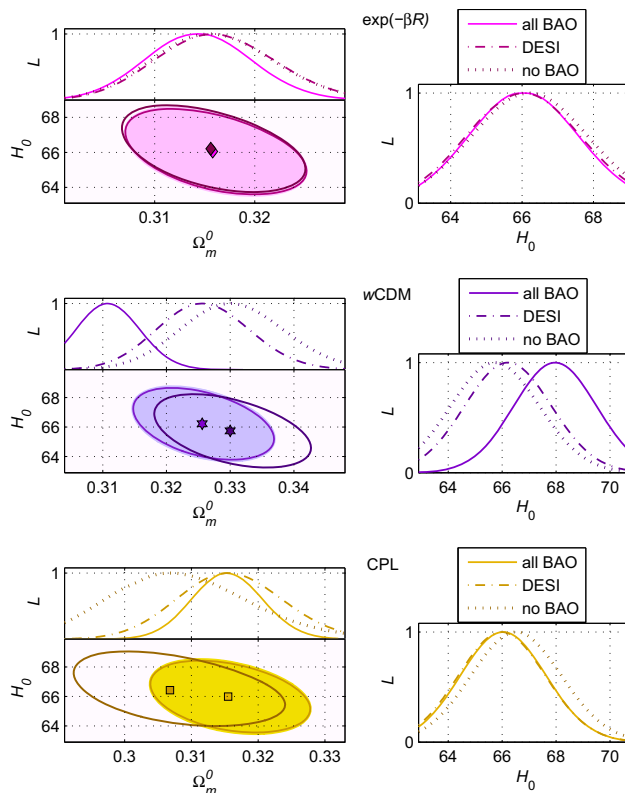 exp(−βR)
L
1
all BAO
DESI
no BAO
H0
68
66
64
0.31 0.32
Ωm0
L
1
0
64 66 68
H0
wCDM
L
1
all BAO
DESI
no BAO
H0
68
66
64
0.31 0.32 0.33 0.34
Ωm0
L
1
0
64 66 68 70
H0
CPL
L
1
all BAO
DESI
no BAO
H0
68
66
64
0.3 0.31 0.32 0.33
Ωm0
L
1
0
64 66 68 70
H0